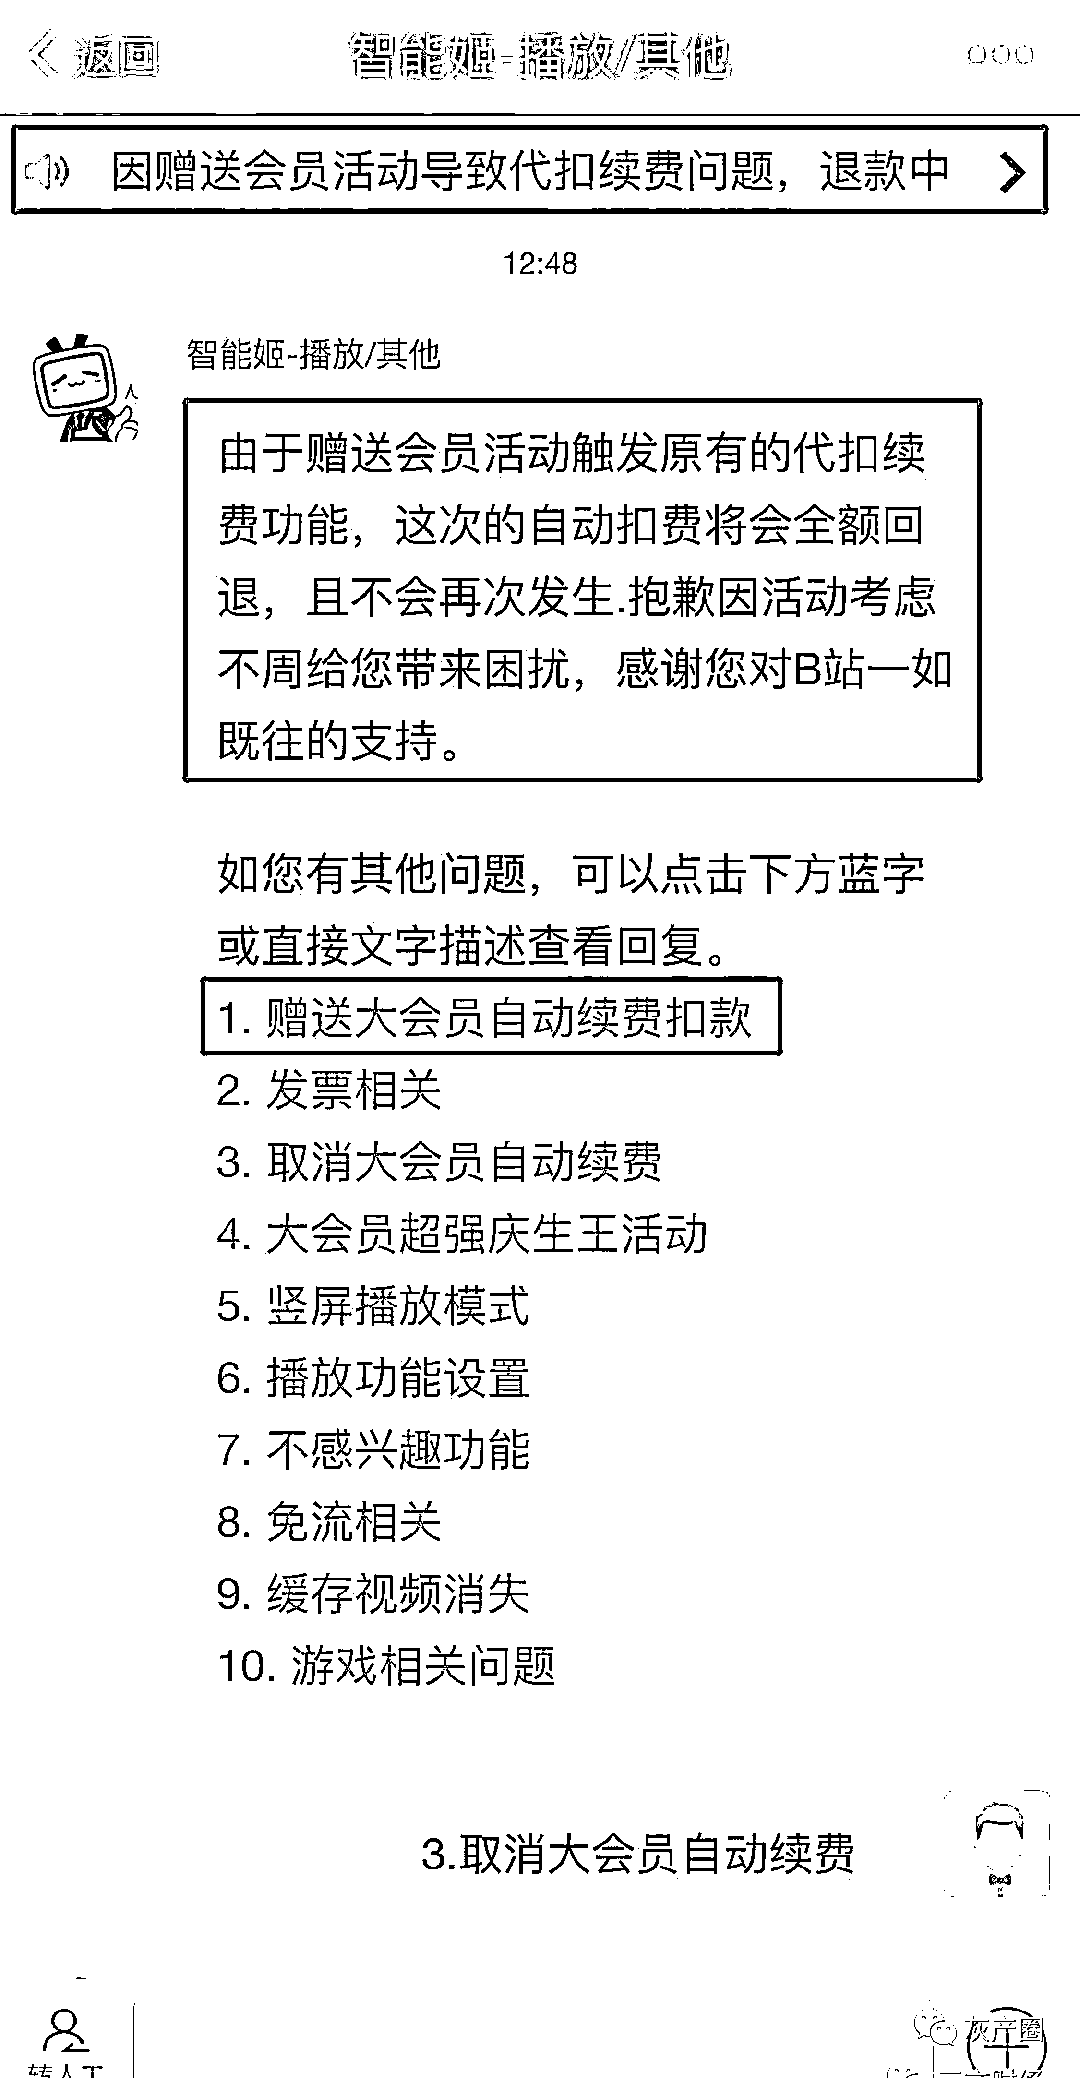 返回
智能姬-播放/其他
因赠送会员活动导致代扣续费问题，退款中
12:48
智能姬-播放/其他
由于赠送会员活动触发原有的代扣续
费功能，这次的自动扣费将会全额回
退，且不会再次发生.抱歉因活动考虑
不周给您带来困扰，感谢您对B站一如
既往的支持。
如您有其他问题，可以点击下方蓝字
或直接文字描述查看回复。
1. 赠送大会员自动续费扣款
2. 发票相关
3. 取消大会员自动续费
4. 大会员超强庆生王活动
5. 竖屏播放模式
6. 播放功能设置
7. 不感兴趣功能
8. 免流相关
9. 缓存视频消失
10. 游戏相关问题
3.取消大会员自动续费
灰产圈
转人工